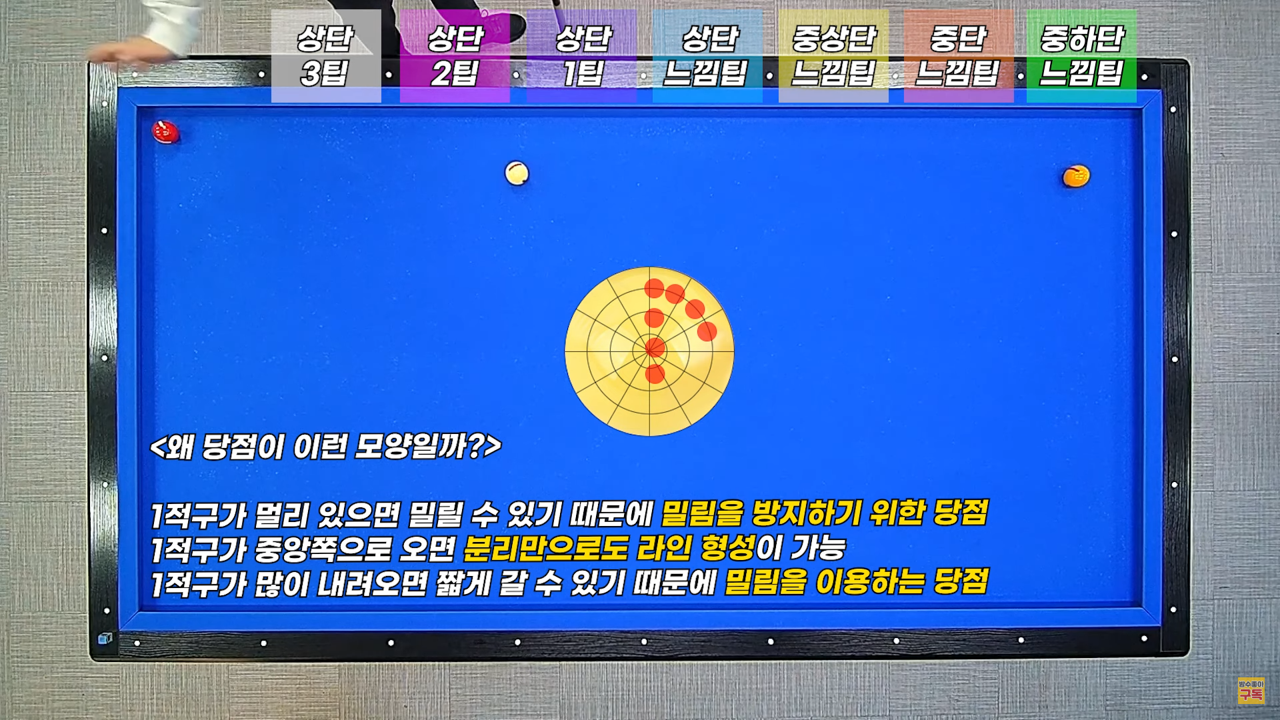 상단 상단 상단 상단 중상단 중단 중하단
3팁 2팁 1팁 느낌팁 느낌팁 느낌팁 느낌팁
<왜 당점이 이런 모양일까?>
1적구가 멀리 있으면 밀릴 수 있기 때문에 밀림을 방지하기 위한 당점
1적구가 중앙쪽으로 오면 분리만으로도 라인 형성이 가능
1적구가 많이 내려오면 짧게 갈 수 있기 때문에 밀림을 이용하는 당점
구독